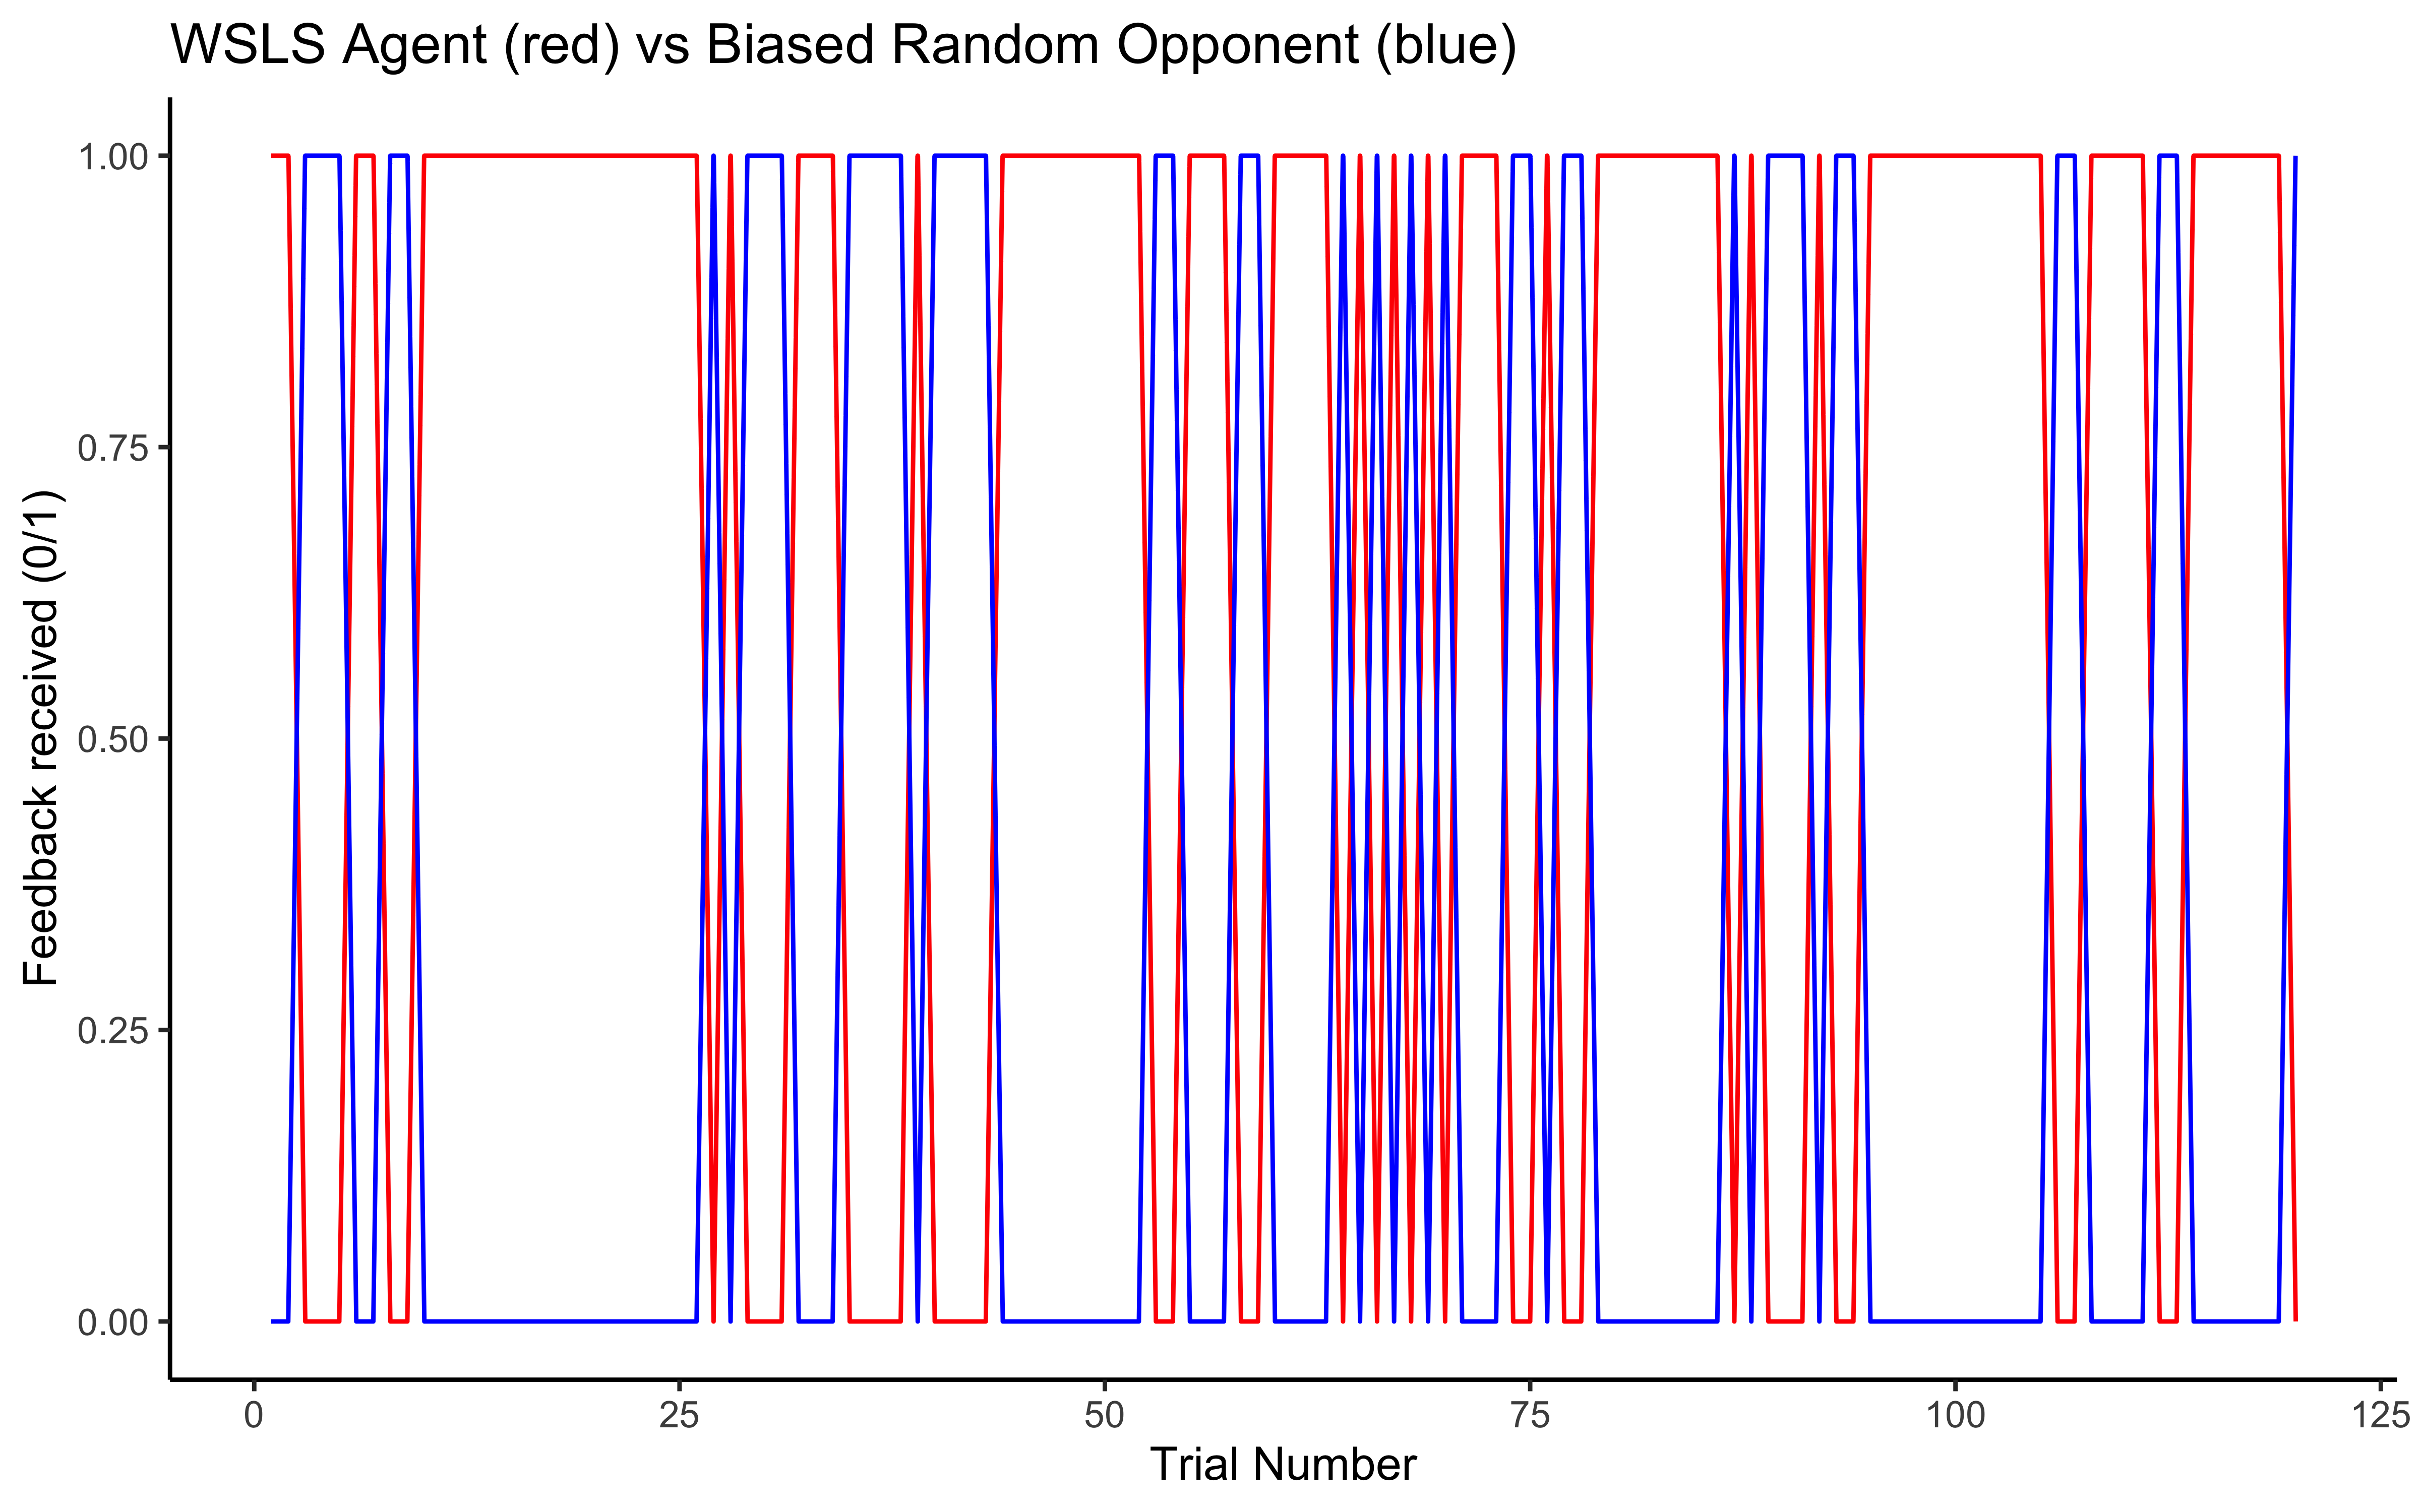 WSLS Agent (red) vs Biased Random Opponent (blue)
Feedback received (0/1)
1.00
0.75
0.50
0.25
0.00
0 25 50 75 100 125
Trial Number